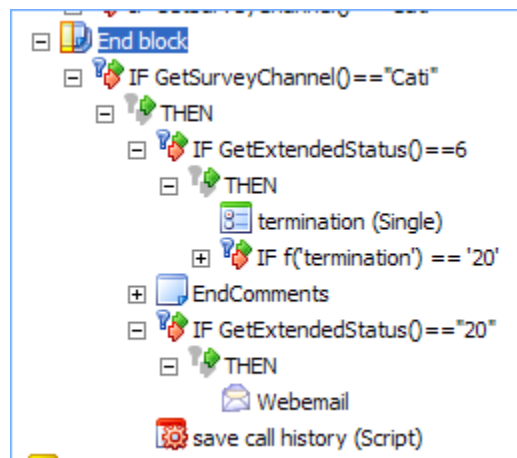 End block
IF GetSurveyChannel()=="Cati"
THEN
IF GetExtendedStatus()==6
THEN
termination (Single)
IF f('termination') == '20'
EndComments
IF GetExtendedStatus()=="20"
THEN
Webemail
save call history (Script)